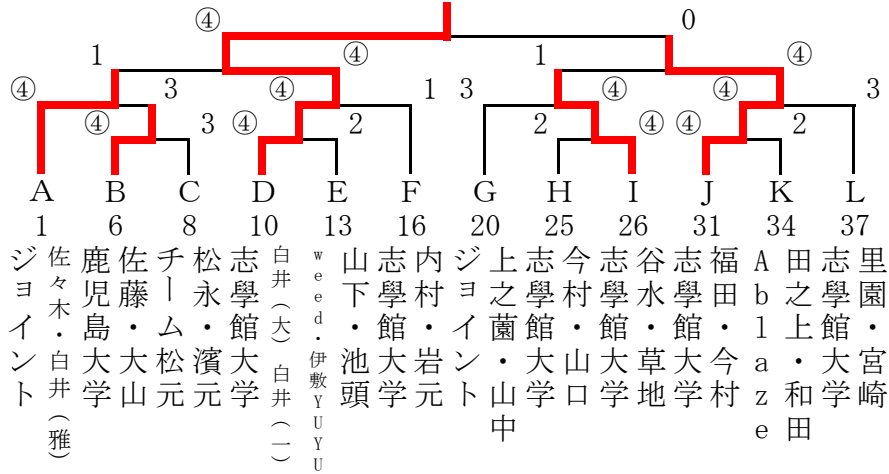 ④ 0
1 ④ 1 ④
④ 3 ④ 1 3 ④ ④ 3
④ 3 ④ 2 2 ④ ④ 2
A B C D E F G H I J K L
1 6 8 10 13 16 20 25 26 31 34 37
ジョイント
佐々木・白井(雅)
鹿児島大学
佐藤・大山
チーム松元
松永・濱元
志學館大学
白井(大) 白井(一)
weed・伊敷YUYU
山下・池頭
志學館大学
内村・岩元
ジョイント
上之薗・山中
志學館大学
今村・山口
志學館大学
谷水・草地
志學館大学
福田・今村
Ablaze
田之上・和田
志學館大学
里園・宮崎